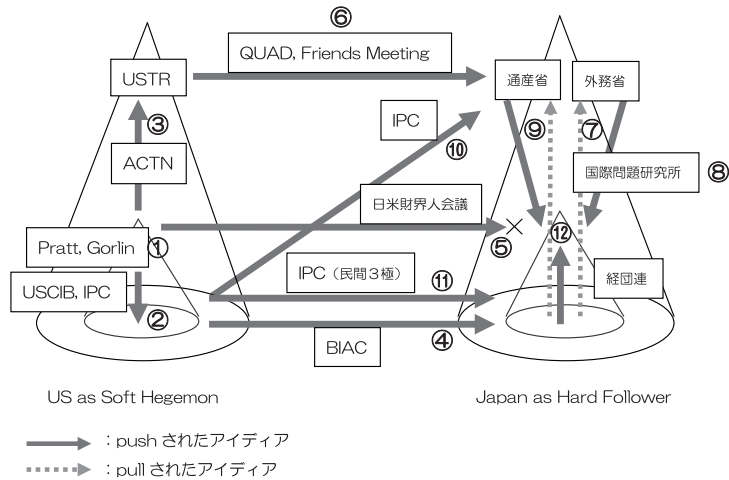 ⑥
QUAD, Friends Meeting
USTR
通産省
外務省
③
IPC
⑨
⑦
⑩
ACTN
国際問題研究所
⑧
日米財界人会議
×
Pratt, Gorlin
①
⑤
⑫
IPC（民間３極）
経団連
USCIB, IPC
⑪
②
④
BIAC
US as Soft Hegemon
Japan as Hard Follower
：push されたアイディア
：pull されたアイディア